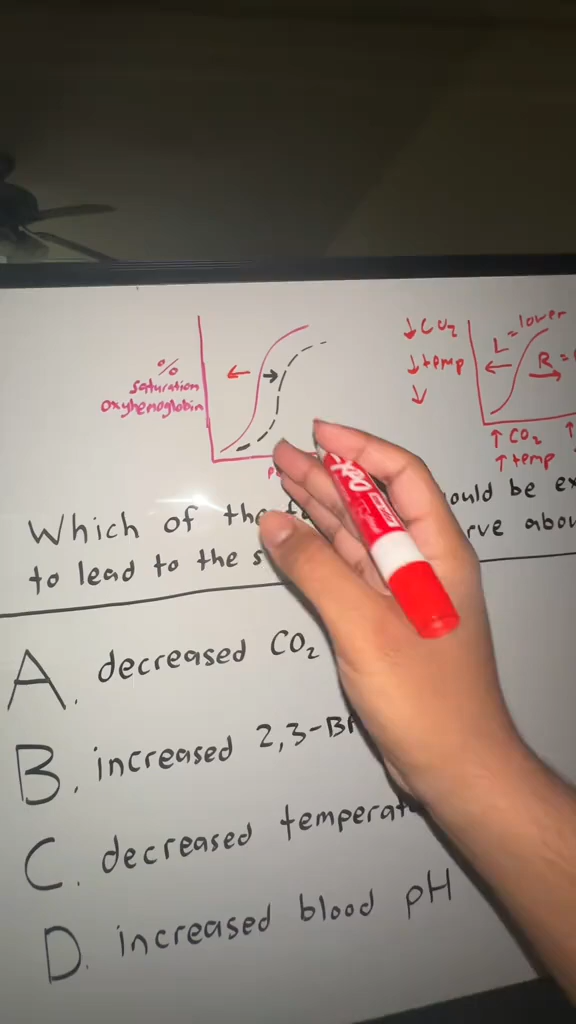 %
saturation
oxyhemoglobin
↓CO₂
↓temp
↓
L = lower
R =
↑CO₂
↑temp
EXPO
Which of the
to lead to the
A. decreased CO₂
B. increased 2,3-
C. decreased
D. increased blood pH